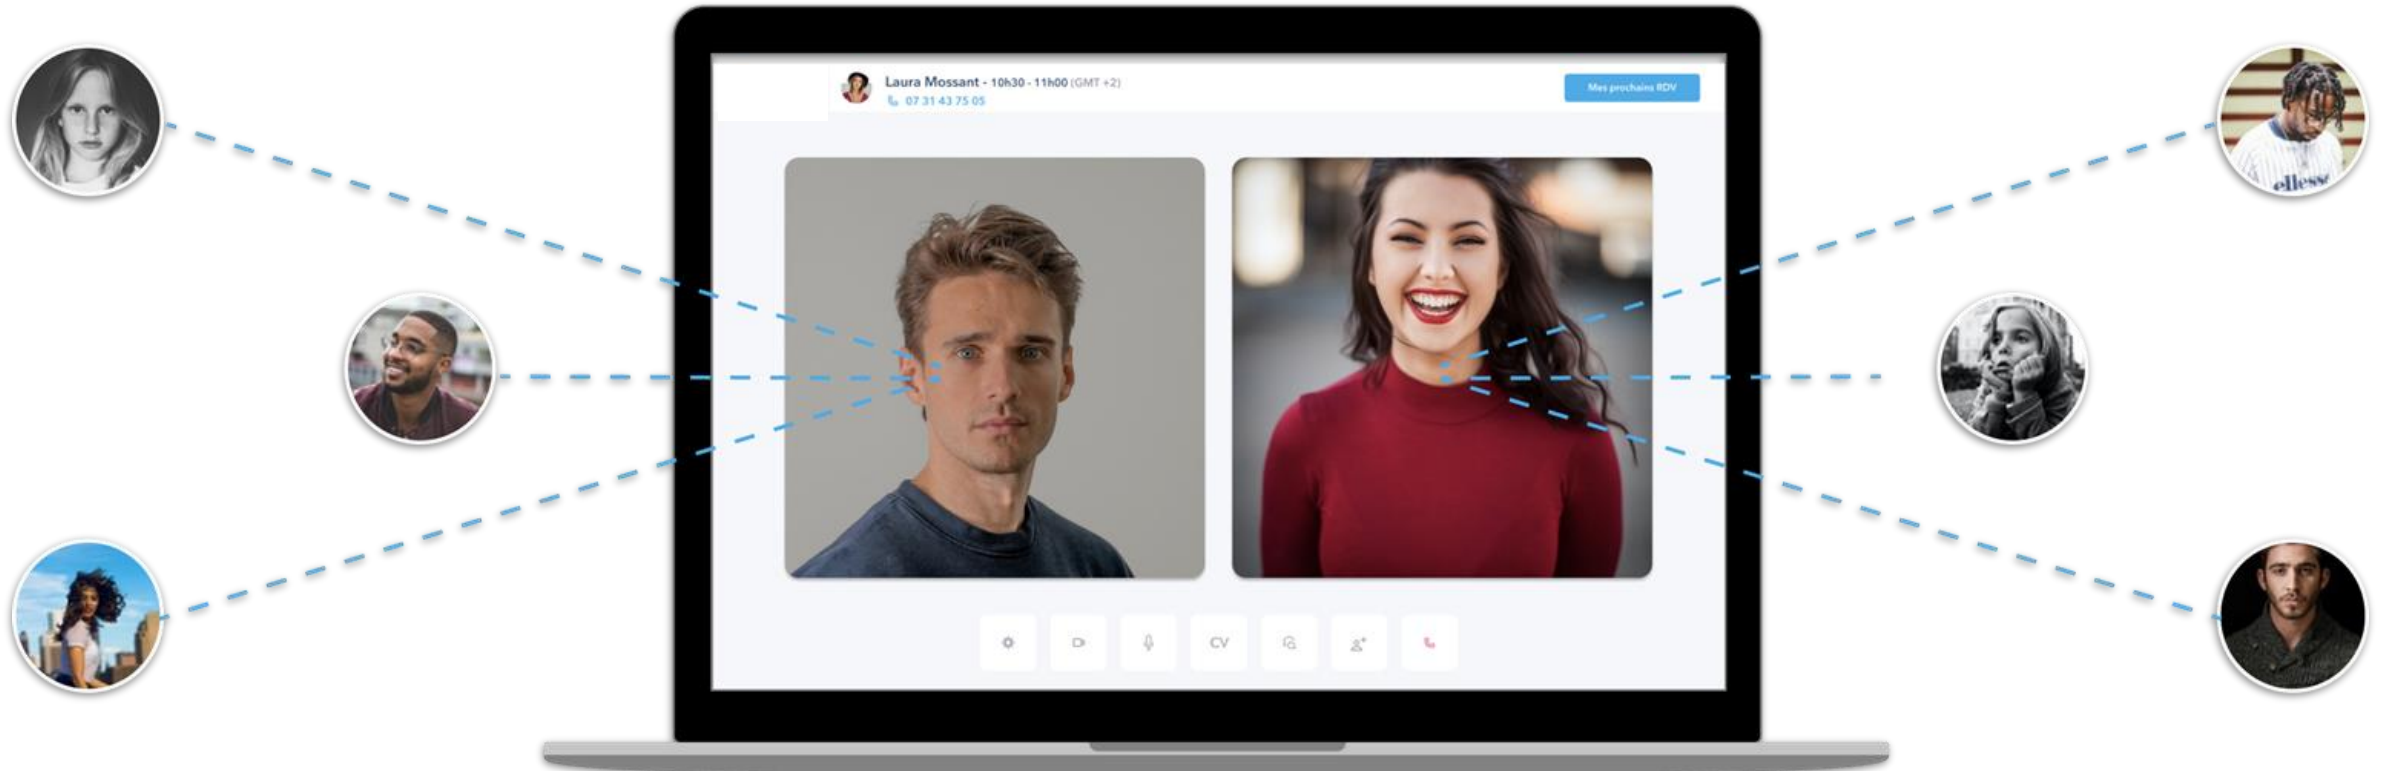 Laura Mossant - 10h30 - 11h00 (GMT +2)
07 31 43 75 05
Mes prochains RDV
CV
ellesse